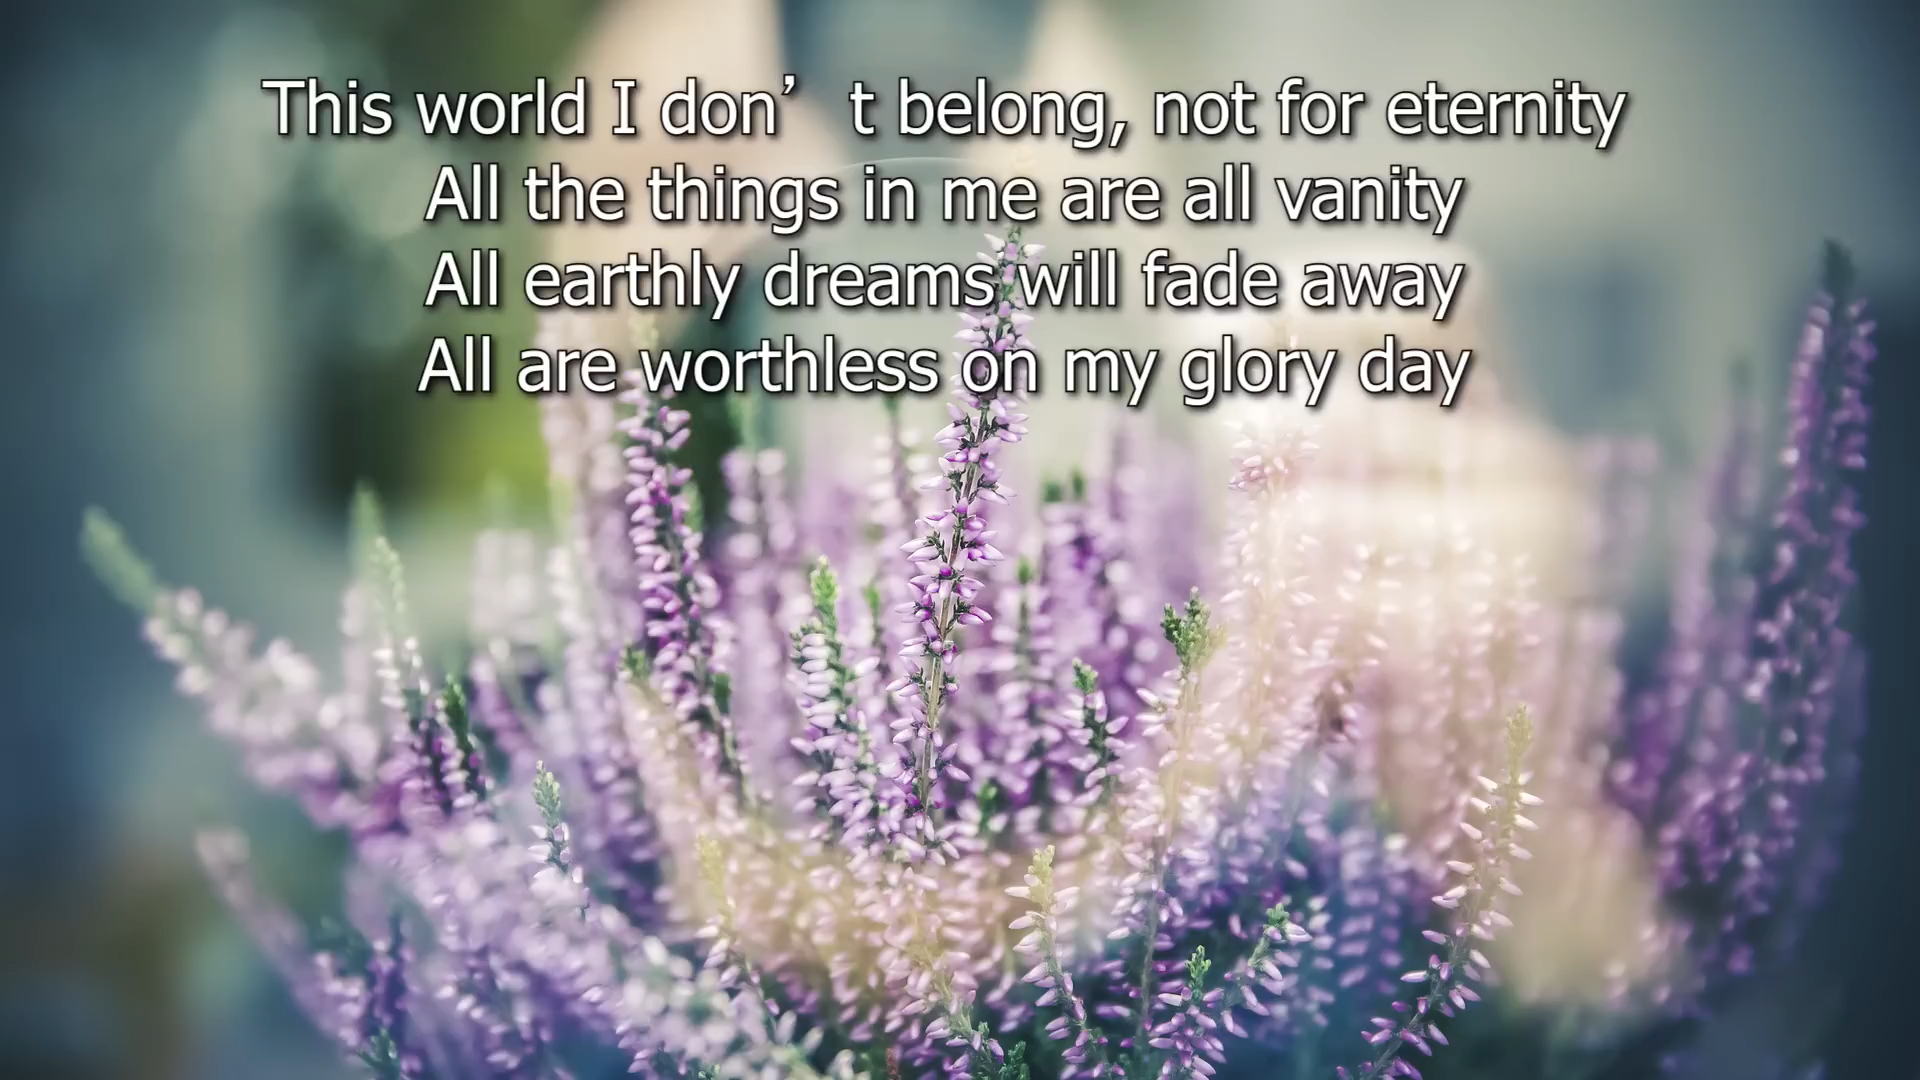 This world I don’t belong, not for eternity
All the things in me are all vanity
All earthly dreams will fade away
All are worthless on my glory day